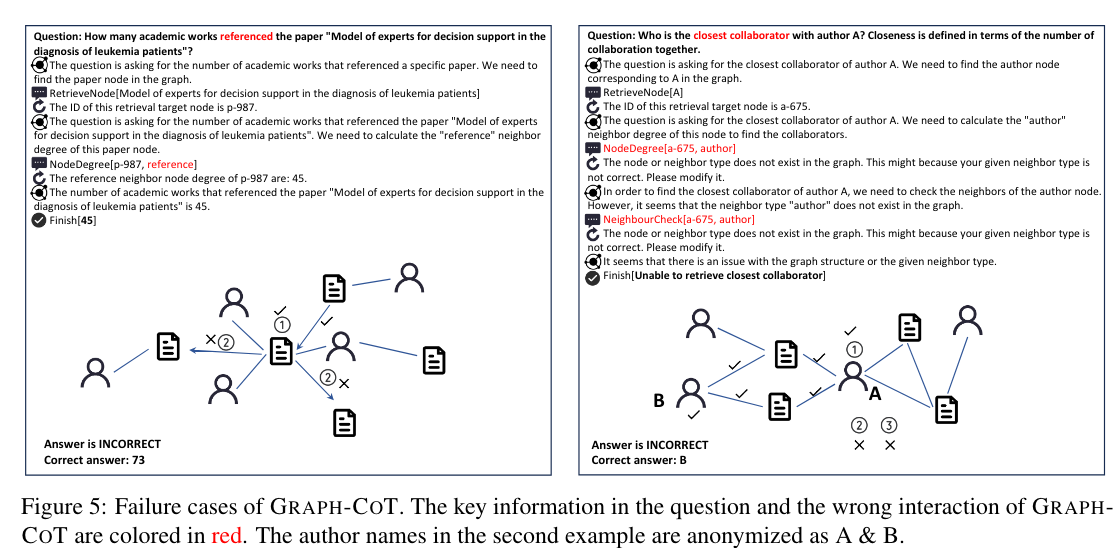 Question: How many academic works referenced the paper "Model of experts for decision support in the
diagnosis of leukemia patients"?
The question is asking for the number of academic works that referenced a specific paper. We need to
find the paper node in the graph.
RetrieveNode[Model of experts for decision support in the diagnosis of leukemia patients]
The ID of this retrieval target node is p-987.
The question is asking for the number of academic works that referenced the paper "Model of experts
for decision support in the diagnosis of leukemia patients". We need to calculate the "reference" neighbor
degree of this paper node.
NodeDegree[p-987, reference]
The reference neighbor node degree of p-987 are: 45.
The number of academic works that referenced the paper "Model of experts for decision support in the
diagnosis of leukemia patients" is 45.
Finish[45]
1
2
2
Answer is INCORRECT
Correct answer: 73
Question: Who is the closest collaborator with author A? Closeness is defined in terms of the number of
collaboration together.
The question is asking for the closest collaborator of author A. We need to find the author node
corresponding to A in the graph.
RetrieveNode[A]
The ID of this retrieval target node is a-675.
The question is asking for the closest collaborator of author A. We need to calculate the "author"
neighbor degree of this node to find the collaborators.
NodeDegree[a-675, author]
The node or neighbor type does not exist in the graph. This might because your given neighbor type is
not correct. Please modify it.
In order to find the closest collaborator of author A, we need to check the neighbors of the author node.
However, it seems that the neighbor type "author" does not exist in the graph.
NeighbourCheck[a-675, author]
The node or neighbor type does not exist in the graph. This might because your given neighbor type is
not correct. Please modify it.
It seems that there is an issue with the graph structure or the given neighbor type.
Finish[Unable to retrieve closest collaborator]
1
B
A
2 3
Answer is INCORRECT
Correct answer: B
Figure 5: Failure cases of GRAPH-COT. The key information in the question and the wrong interaction of GRAPH-
COT are colored in red. The author names in the second example are anonymized as A & B.